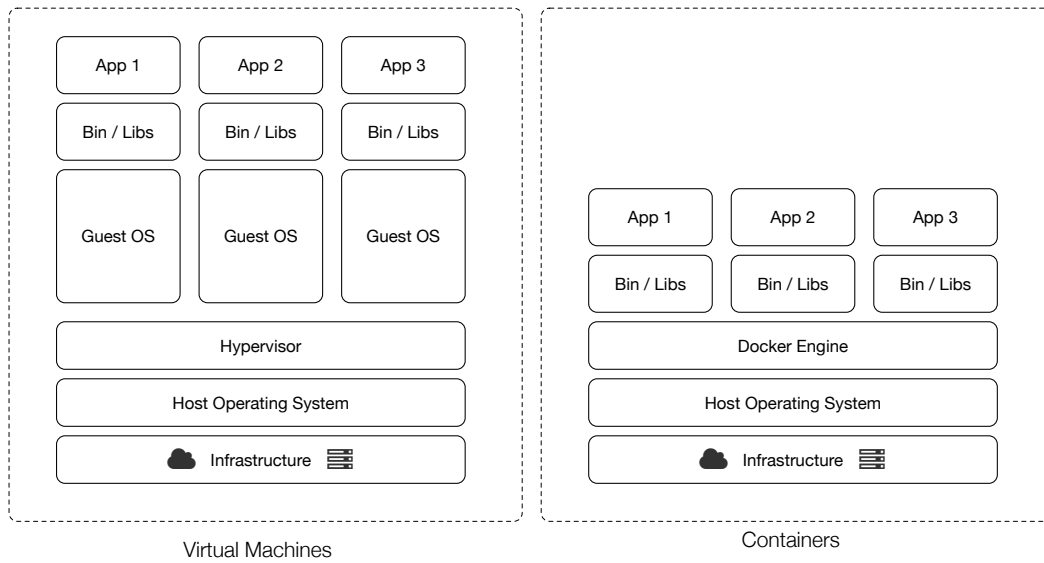 App 1
App 2
App 3
Bin / Libs
Bin / Libs
Bin / Libs
Guest OS
Guest OS
Guest OS
Hypervisor
Host Operating System
Infrastructure
Virtual Machines
App 1
App 2
App 3
Bin / Libs
Bin / Libs
Bin / Libs
Docker Engine
Host Operating System
Infrastructure
Containers